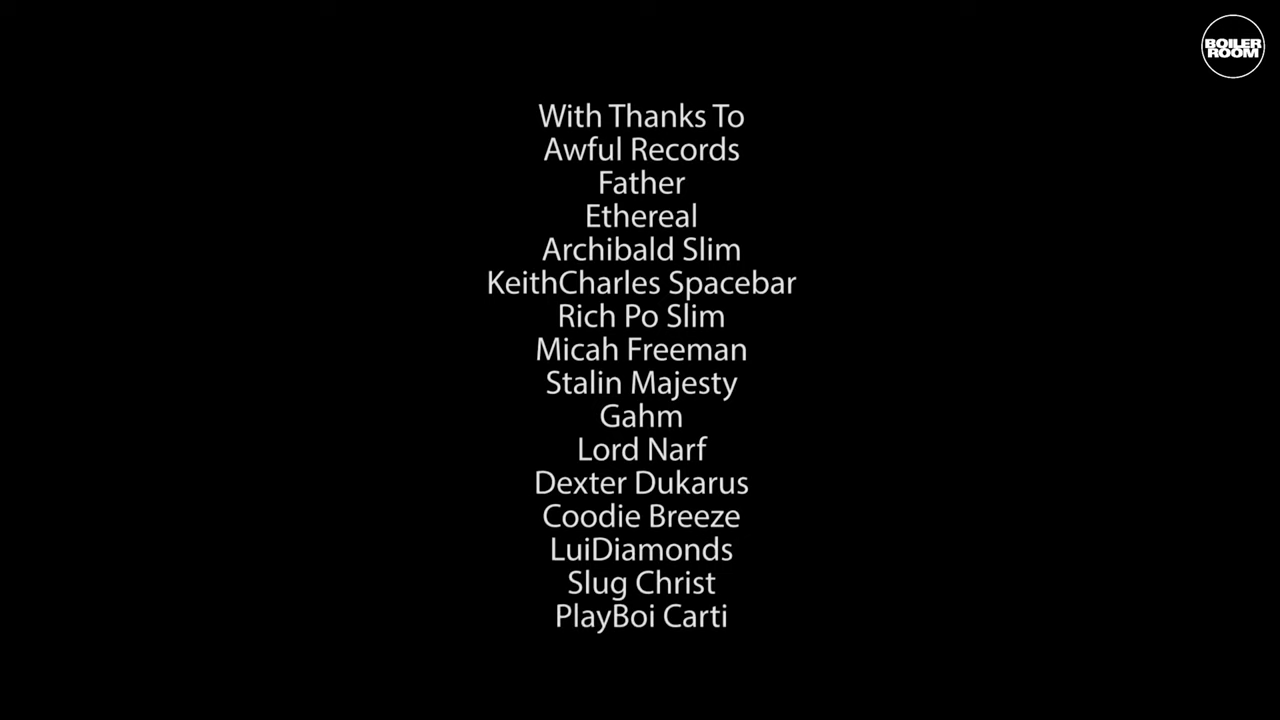 BOILER
ROOM
With Thanks To
Awful Records
Father
Ethereal
Archibald Slim
KeithCharles Spacebar
Rich Po Slim
Micah Freeman
Stalin Majesty
Gahm
Lord Narf
Dexter Dukarus
Coodie Breeze
LuiDiamonds
Slug Christ
PlayBoi Carti